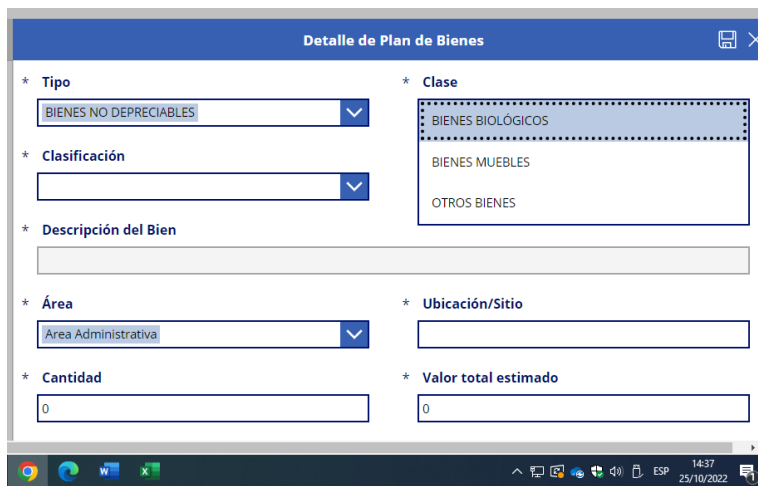 Detalle de Plan de Bienes
* Tipo
BIENES NO DEPRECIABLES
* Clase
BIENES BIOLÓGICOS
BIENES MUEBLES
OTROS BIENES
* Clasificación
* Descripción del Bien
* Área
Area Administrativa
* Ubicación/Sitio
* Cantidad
0
* Valor total estimado
0
ESP
14:37
25/10/2022
1